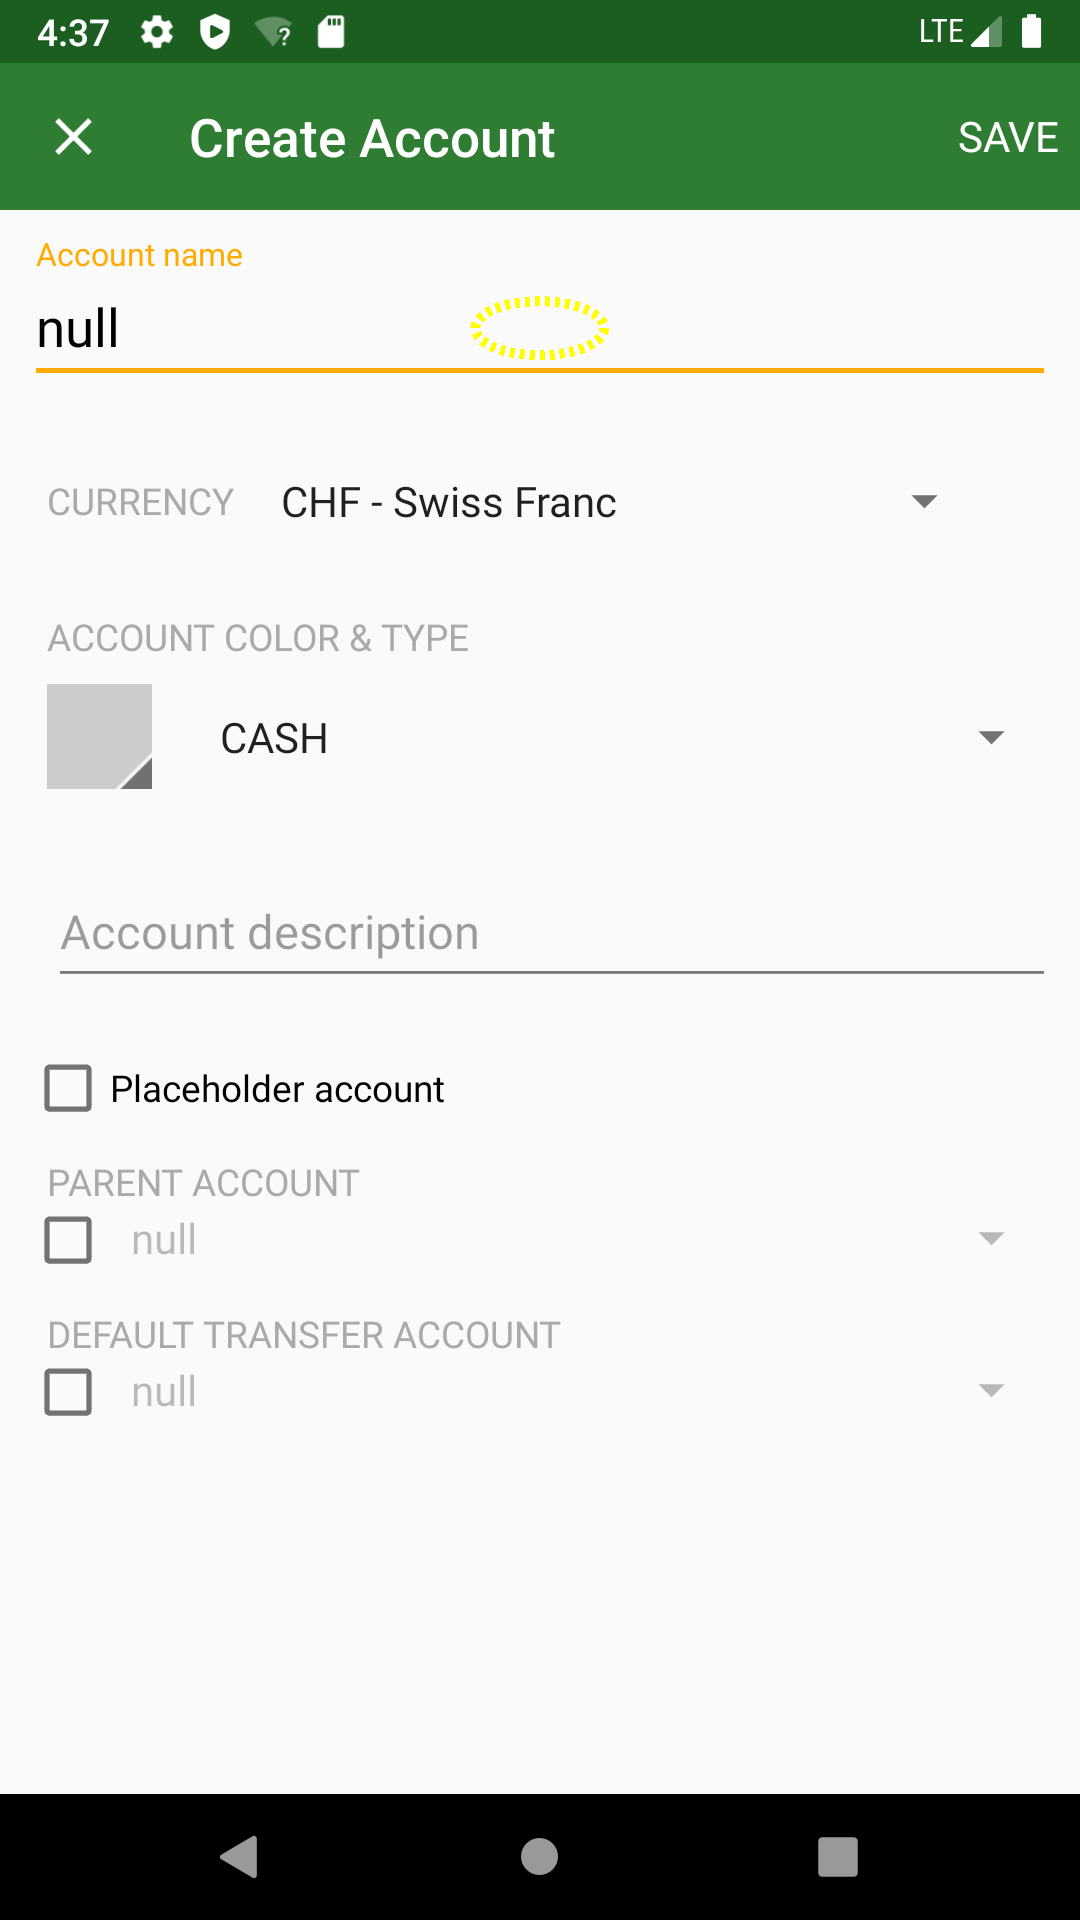 4:37 LTE
Create Account SAVE
Account name
null
CURRENCY CHF - Swiss Franc
ACCOUNT COLOR & TYPE
CASH
Account description
Placeholder account
PARENT ACCOUNT
null
DEFAULT TRANSFER ACCOUNT
null